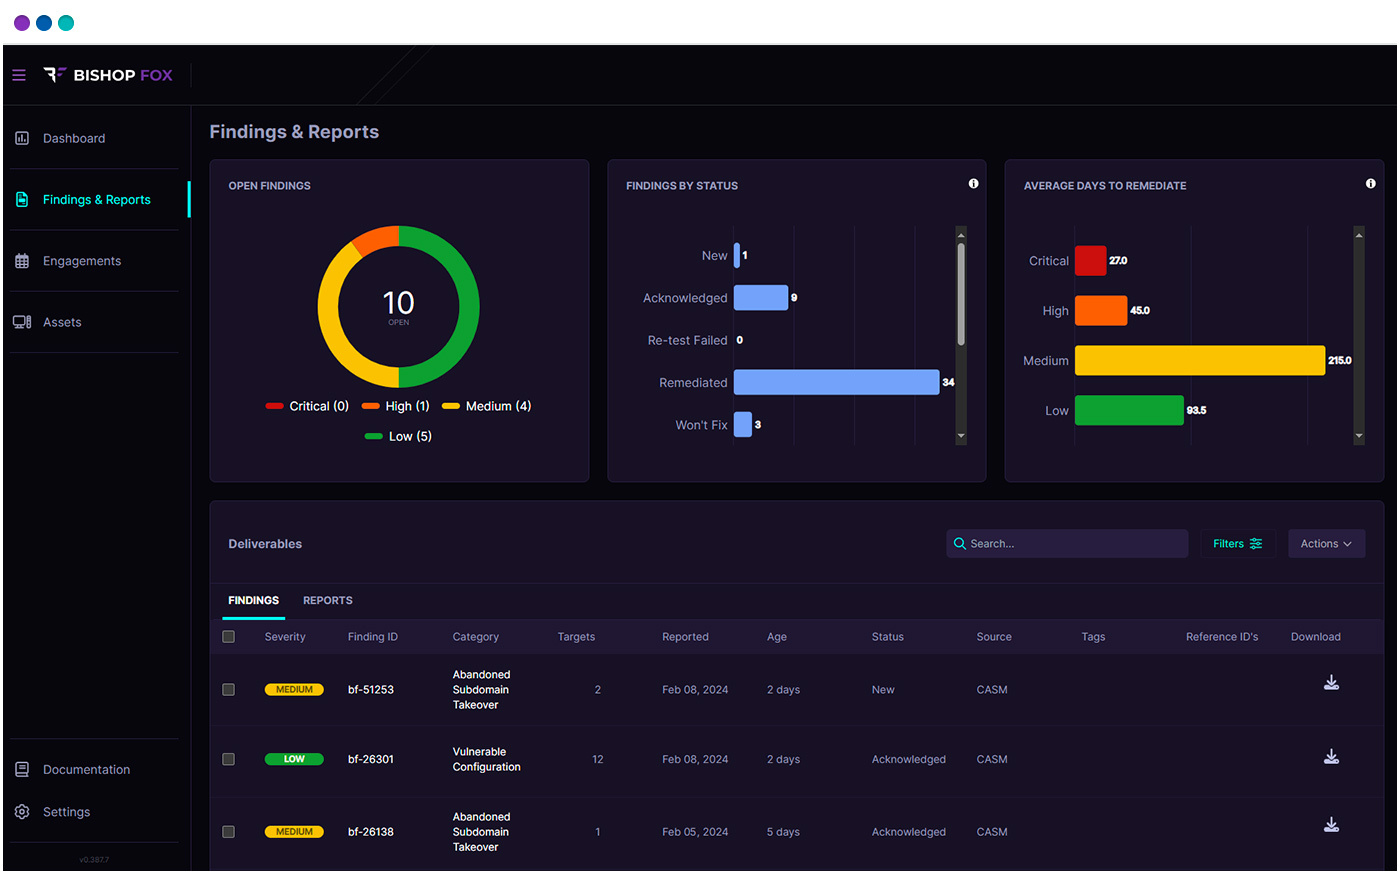 BISHOP FOX
Dashboard
Findings & Reports
Engagements
Assets
Documentation
Settings
v0.387.7
Findings & Reports
OPEN FINDINGS
10
OPEN
Critical (0) High (1) Medium (4)
Low (5)
FINDINGS BY STATUS
New 1
Acknowledged 9
Re-test Failed 0
Remediated 34
Won't Fix 3
AVERAGE DAYS TO REMEDIATE
Critical 27.0
High 45.0
Medium 215.0
Low 93.5
Deliverables
Search...
Filters
Actions
FINDINGS REPORTS
Severity Finding ID Category Targets Reported Age Status Source Tags Reference ID's Download
MEDIUM bf-51253 Abandoned
Subdomain
Takeover
2 Feb 08, 2024 2 days New CASM
LOW bf-26301 Vulnerable
Configuration
12 Feb 08, 2024 2 days Acknowledged CASM
MEDIUM bf-26138 Abandoned
Subdomain
Takeover
1 Feb 05, 2024 5 days Acknowledged CASM